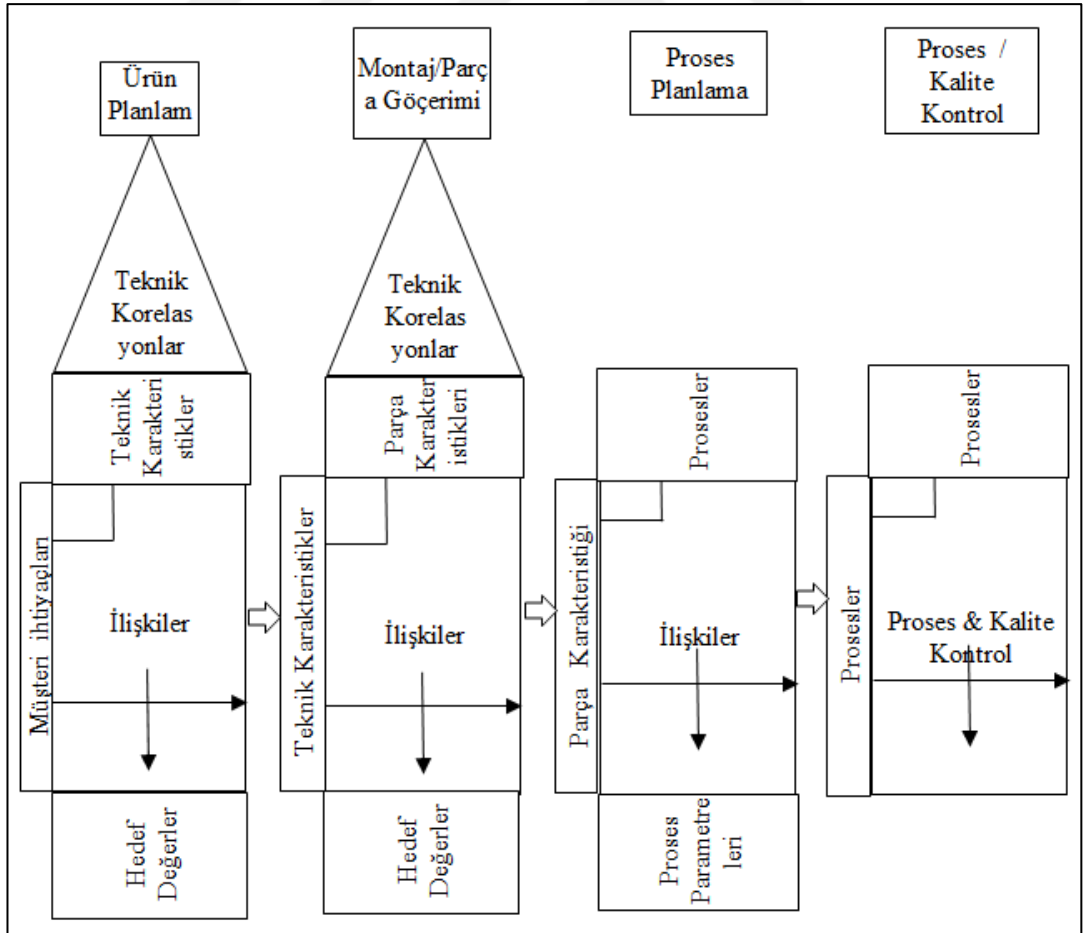 Ürün
Planlam
Montaj/Parç
a Göçerimi
Proses
Planlama
Proses /
Kalite
Kontrol
Teknik
Korelas
yonlar
Teknik
Korelas
yonlar
Teknik
Karakteri
stikler
Parça
Karakter
istikleri
Prosesler
Prosesler
Müşteri ihtiyaçları
İlişkiler
Teknik Karakteristikler
İlişkiler
Parça Karakteristiği
İlişkiler
Prosesler
Proses & Kalite
Kontrol
Hedef
Değerler
Hedef
Değerler
Proses
Parametre
leri